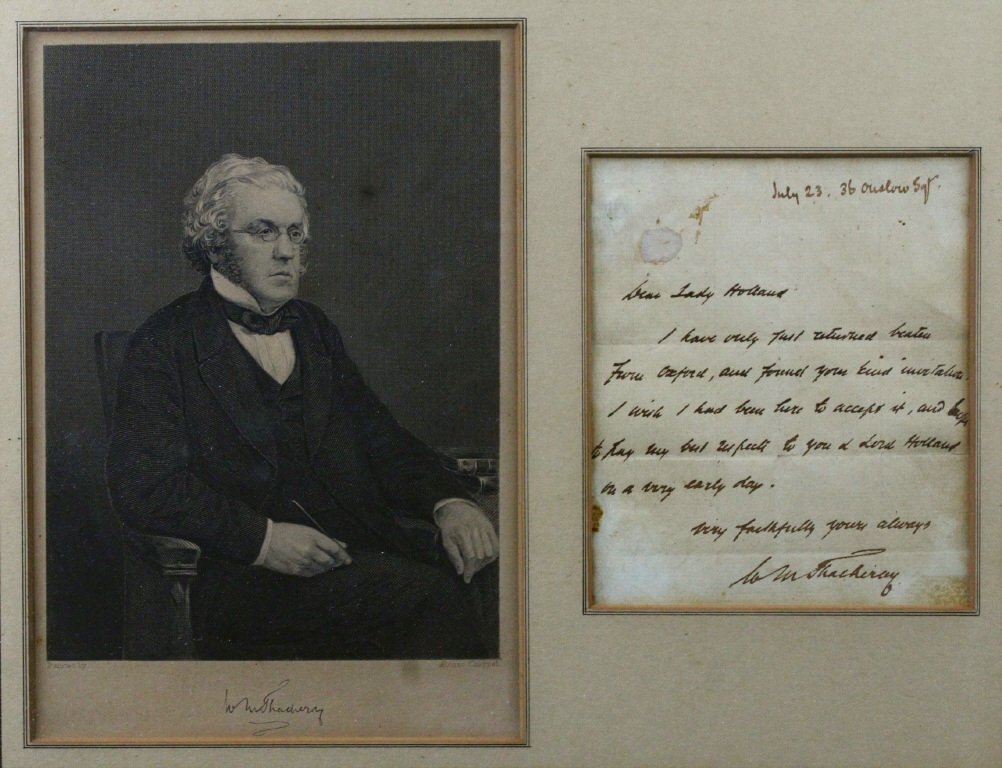 W M Thackeray
July 23. 36 Onslow Sqr.
Dear Lady Holland
I have only just returned beaten
from Oxford, and found your kind invitation.
I wish I had been here to accept it, and hope
to pay my best respects to you & Lord Holland
on a very early day.
Very faithfully yours always
W M Thackeray